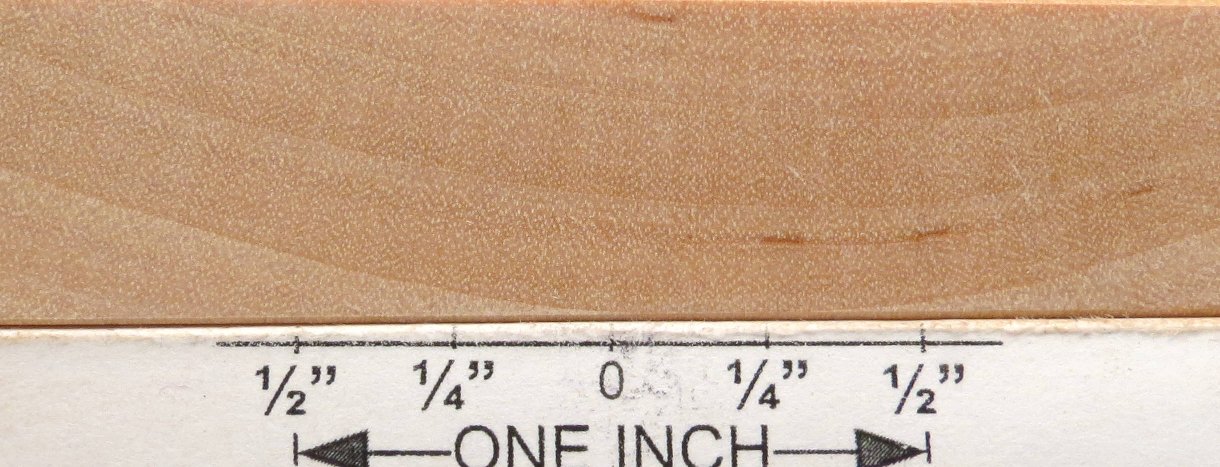 ½” ¼” 0 ¼” ½”
ONE INCH